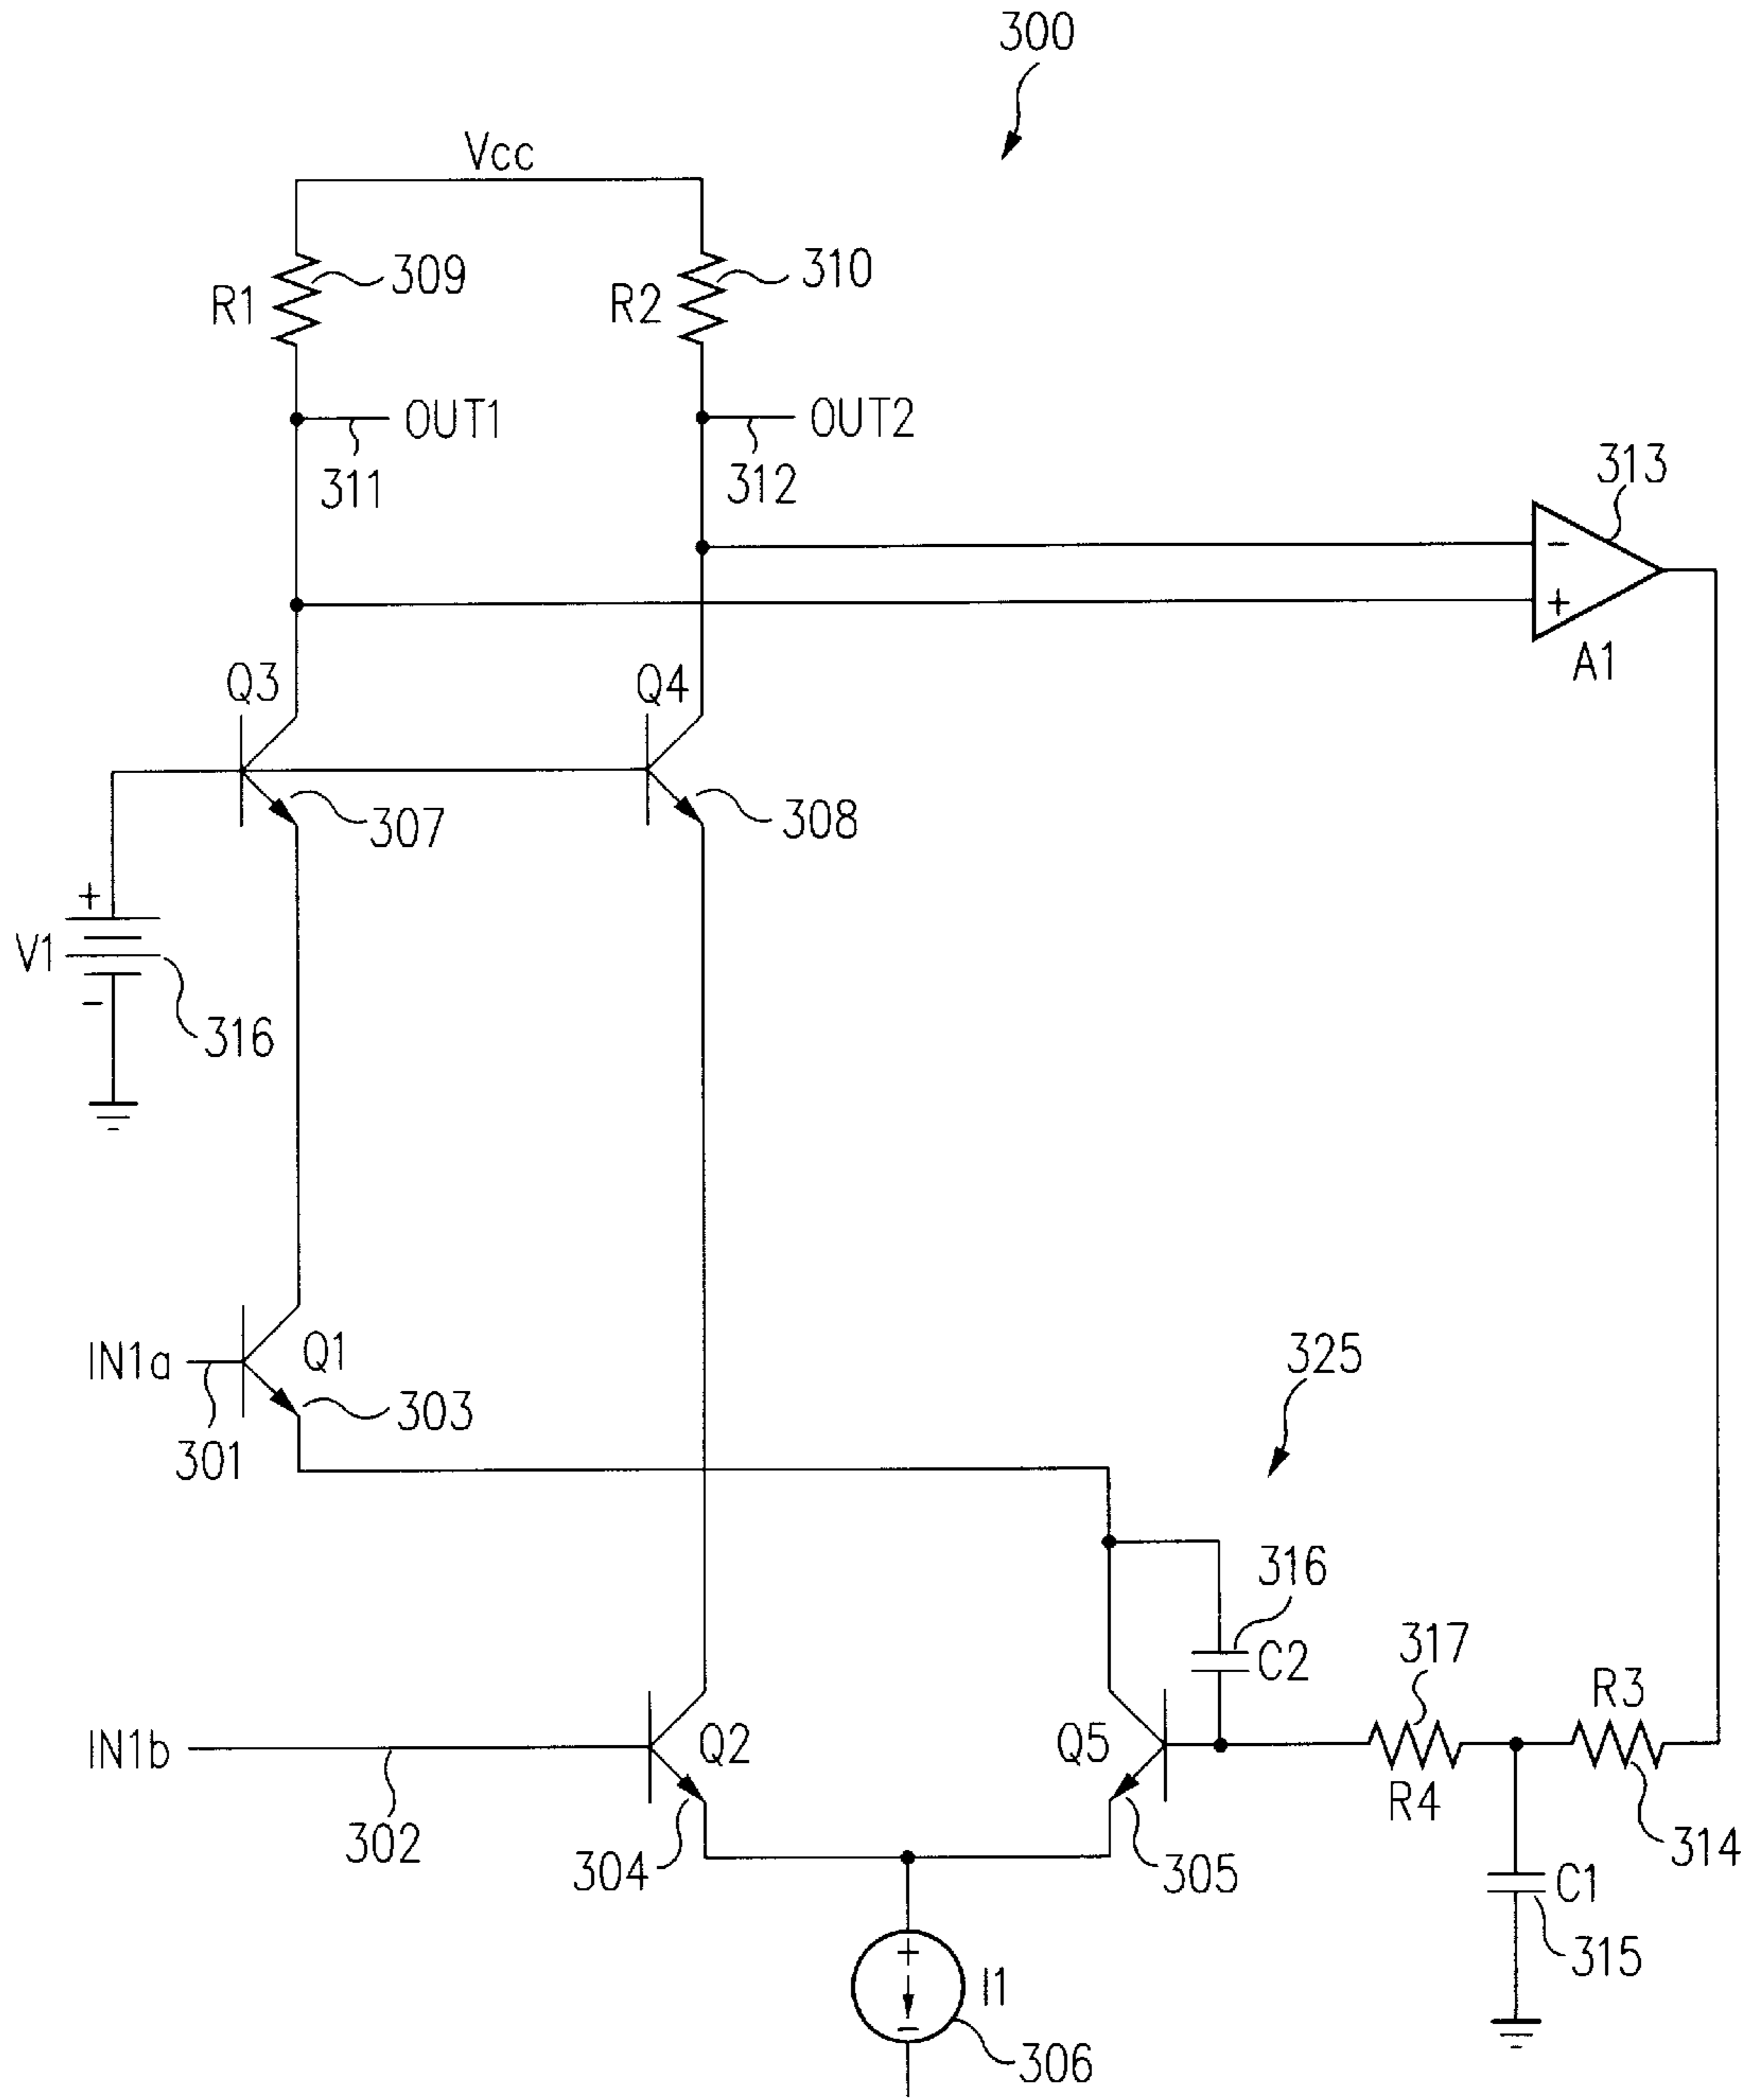 300
Vcc
309
310
R1
R2
OUT1
OUT2
311
312
313
-
+
A1
Q3
Q4
307
308
+
V1
-
316
IN1a
Q1
303
301
325
316
C2
317
R3
IN1b
Q2
Q5
R4
302
304
305
314
C1
315
+
I1
-
306